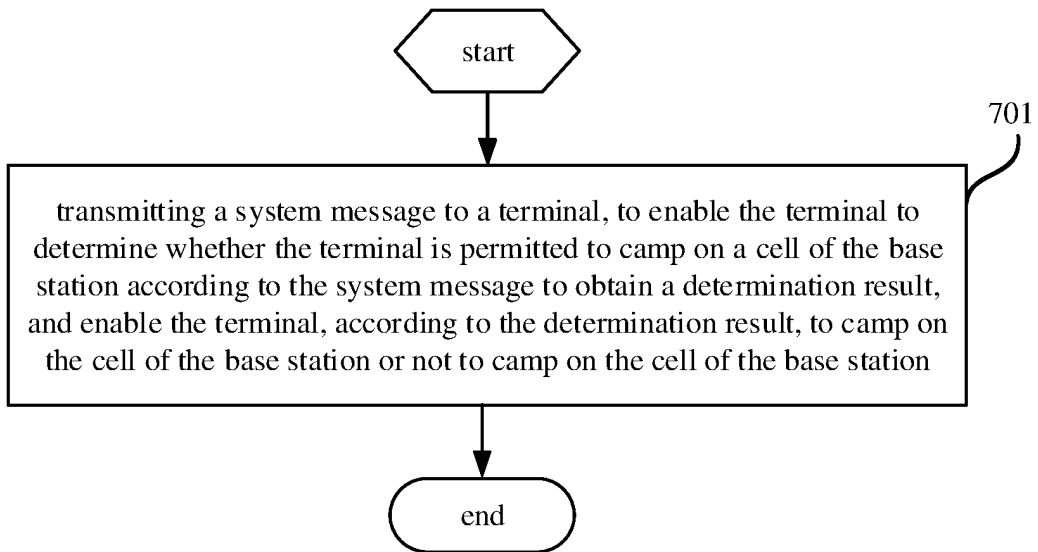 start
701
transmitting a system message to a terminal, to enable the terminal to
determine whether the terminal is permitted to camp on a cell of the base
station according to the system message to obtain a determination result,
and enable the terminal, according to the determination result, to camp on
the cell of the base station or not to camp on the cell of the base station
end